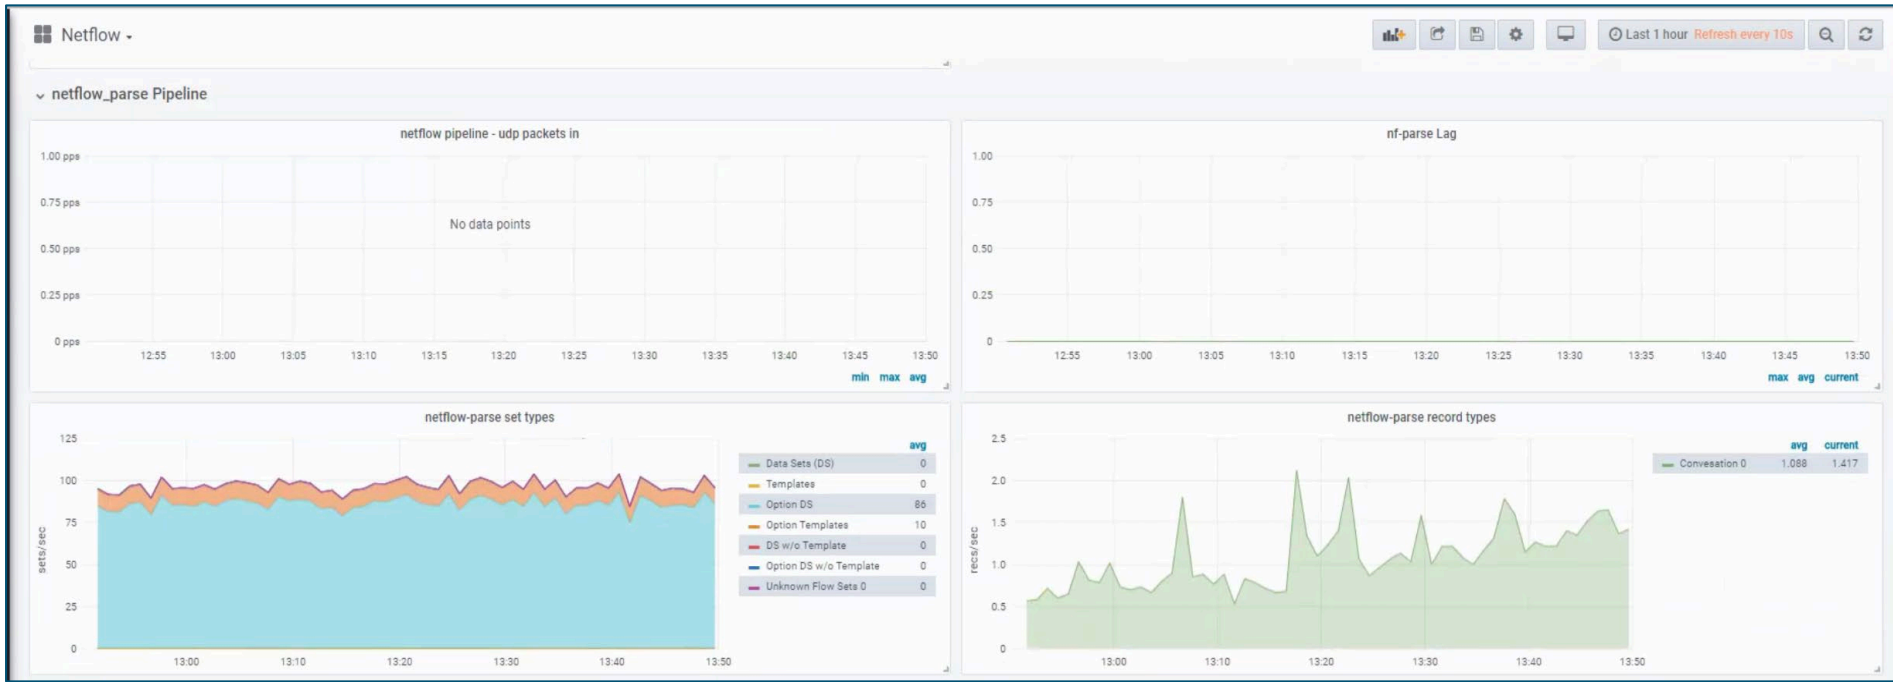 Netflow
Last 1 hour Refresh every 10s
netflow_parse Pipeline
netflow pipeline - udp packets in
1.00 pps
0.75 pps
0.50 pps
0.25 pps
0 pps
No data points
12:55 13:00 13:05 13:10 13:15 13:20 13:25 13:30 13:35 13:40 13:45 13:50
min max avg
nf-parse Lag
1.00
0.75
0.50
0.25
0
12:55 13:00 13:05 13:10 13:15 13:20 13:25 13:30 13:35 13:40 13:45 13:50
max avg current
netflow-parse set types
sets/sec
125
100
75
50
25
0
13:00 13:10 13:20 13:30 13:40 13:50
avg
Data Sets (DS) 0
Templates 0
Option DS 86
Option Templates 10
DS w/o Template 0
Option DS w/o Template 0
Unknown Flow Sets 0 0
netflow-parse record types
recs/sec
2.5
2.0
1.5
1.0
0.5
0
13:00 13:10 13:20 13:30 13:40 13:50
avg current
Convesation 0 1.088 1.417